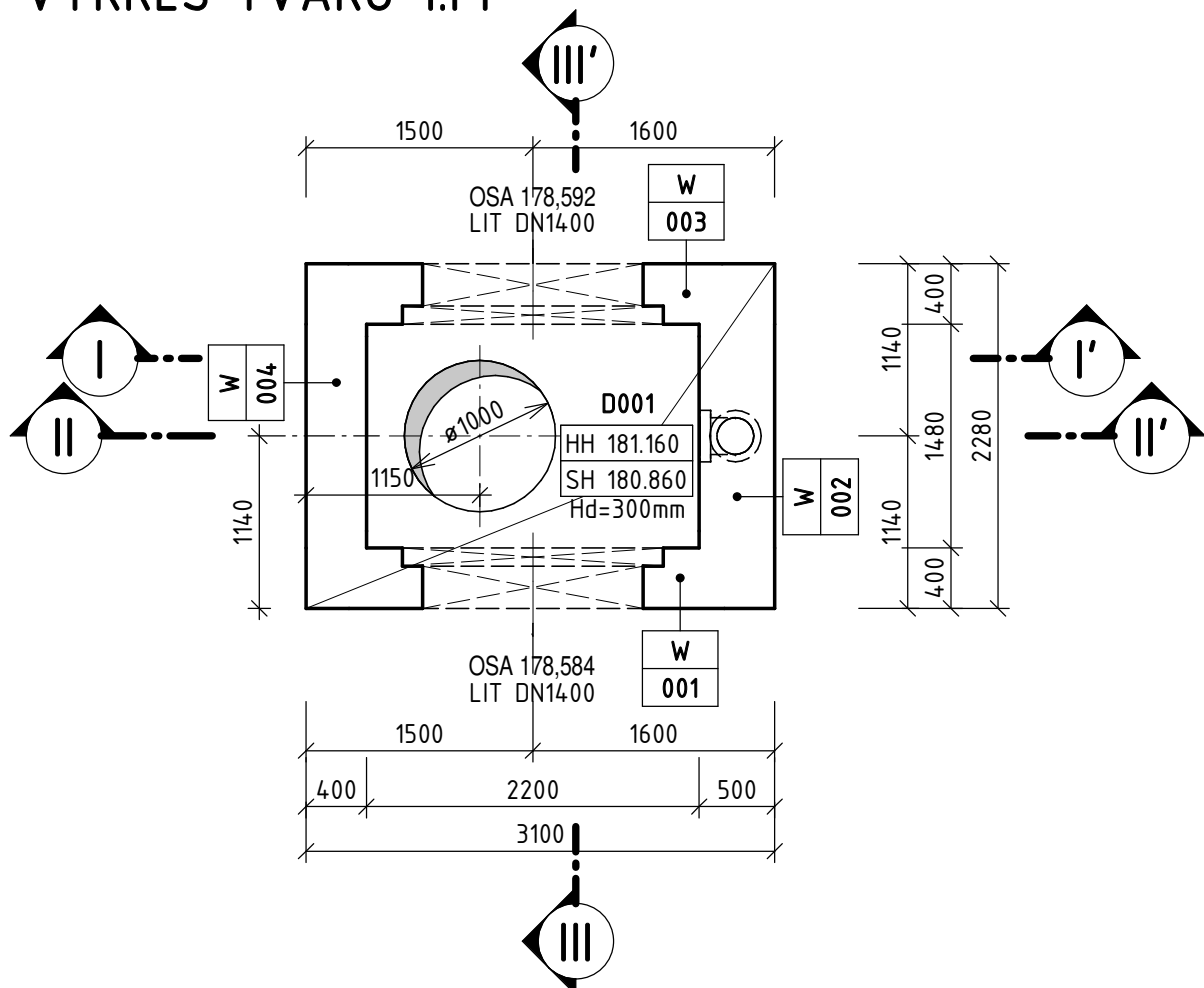 III'
1500
1600
OSA 178,592
LIT DN1400
W
003
I
W
004
I'
II
II'
D001
HH 181.160
SH 180.860
Hd=300mm
ø1000
1150
1140
W
002
400
1140
1480
2280
1140
400
OSA 178,584
LIT DN1400
W
001
1500
1600
400
2200
500
3100
III